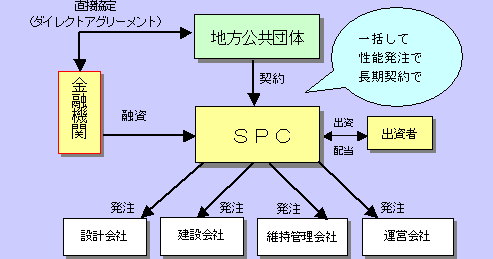 直接協定
（ダイレクトアグリーメント）
地方公共団体
一括して
性能発注で
長期契約で
金融機関
契約
融資
ＳＰＣ
出資
配当
出資者
発注
発注
発注
発注
設計会社
建設会社
維持管理会社
運営会社